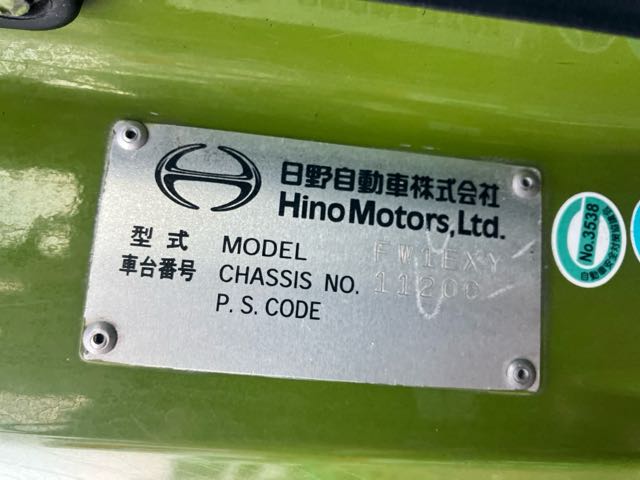 日野自動車株式会社
Hino Motors, Ltd.
型式 MODEL FW1EXY
車台番号 CHASSIS NO. 11200
P. S. CODE
No.3538